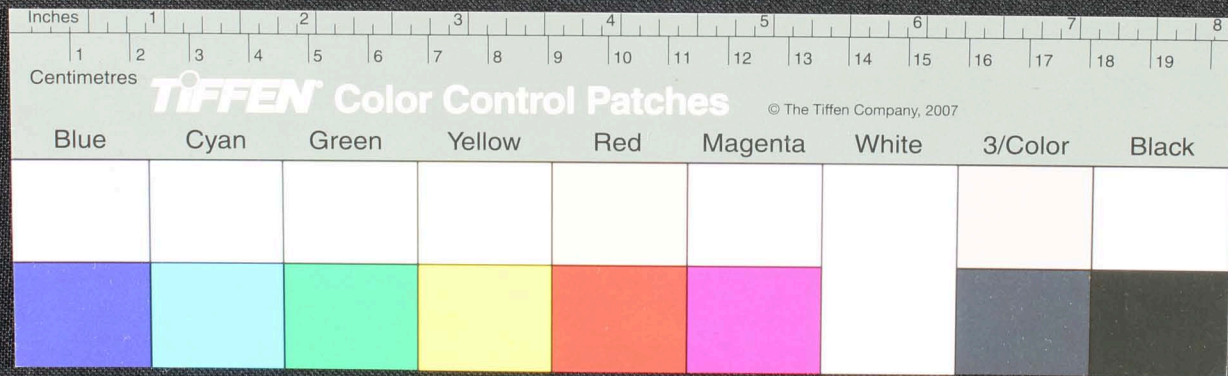 Inches 1 2 3 4 5 6 7 8
1 2 3 4 5 6 7 8 9 10 11 12 13 14 15 16 17 18 19
Centimetres
TIFFEN® Color Control Patches © The Tiffen Company, 2007
Blue Cyan Green Yellow Red Magenta White 3/Color Black